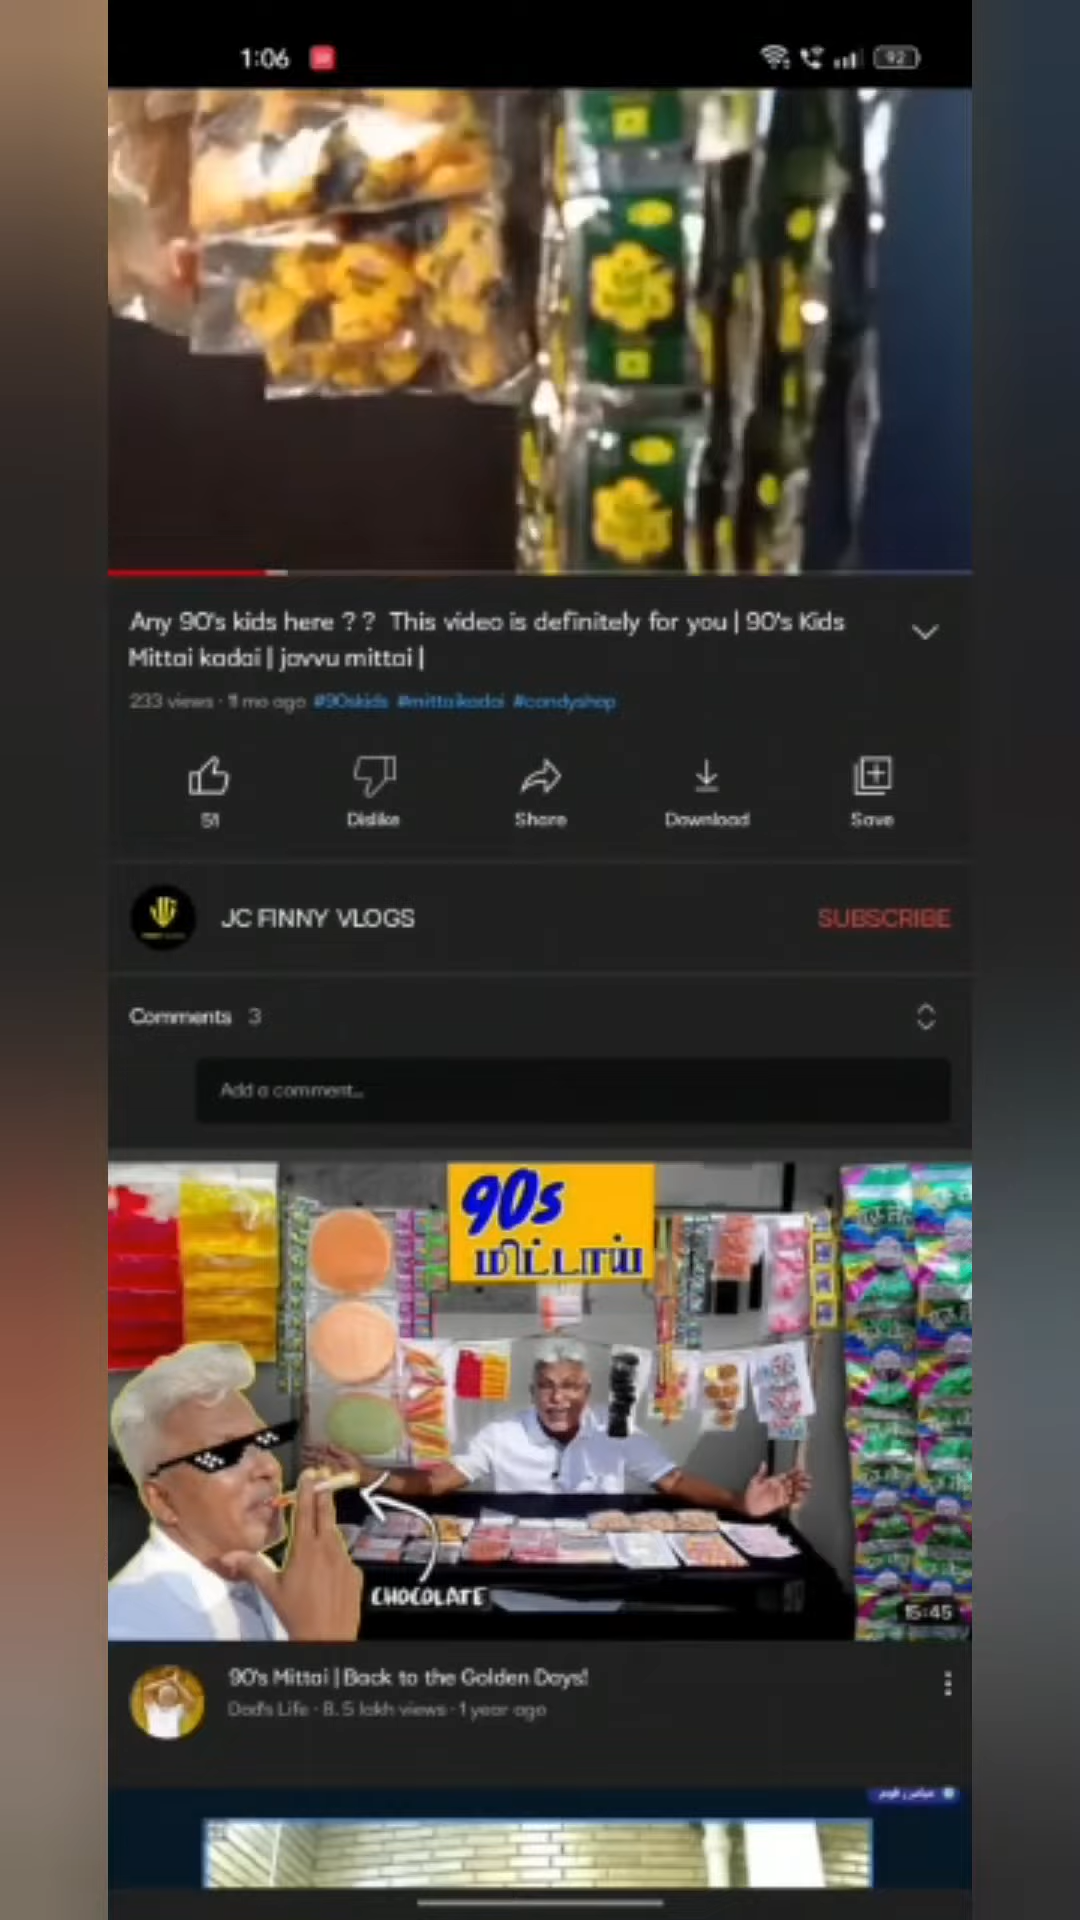 1:06
92
Any 90's kids here ? ? This video is definitely for you | 90's Kids
Mittai kadai | javvu mittai |
233 views · 11 mo ago #90skids #mittaikadai #candyshop
51
Dislike
Share
Download
Save
JC FINNY VLOGS
SUBSCRIBE
Comments 3
Add a comment...
90s
மிட்டாய்
CHOCOLATE
15:45
90's Mittai | Back to the Golden Days!
Dad's Life · 8.5 lakh views · 1 year ago